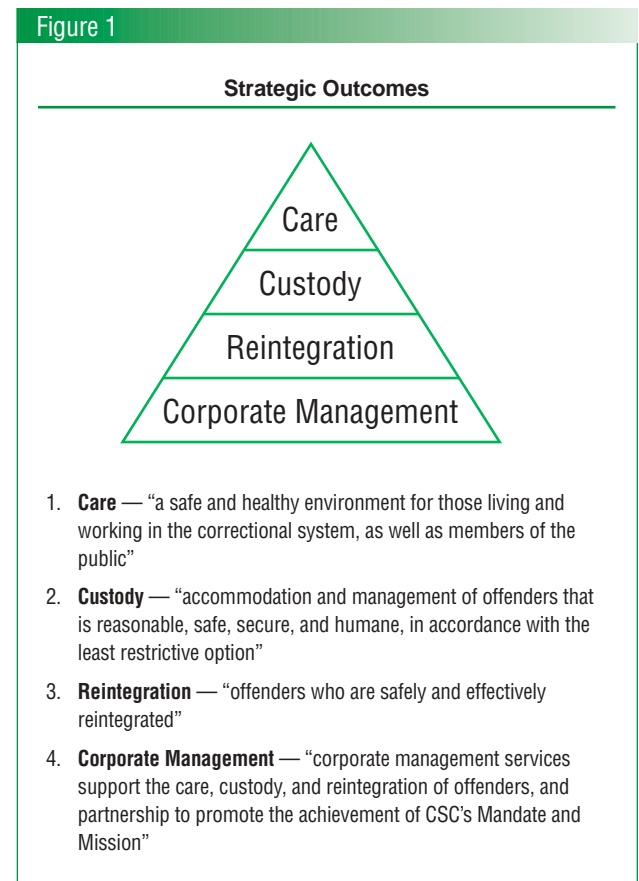 Figure 1
Strategic Outcomes
Care
Custody
Reintegration
Corporate Management
1. Care — “a safe and healthy environment for those living and
working in the correctional system, as well as members of the
public”
2. Custody — “accommodation and management of offenders that
is reasonable, safe, secure, and humane, in accordance with the
least restrictive option”
3. Reintegration — “offenders who are safely and effectively
reintegrated”
4. Corporate Management — “corporate management services
support the care, custody, and reintegration of offenders, and
partnership to promote the achievement of CSC’s Mandate and
Mission”